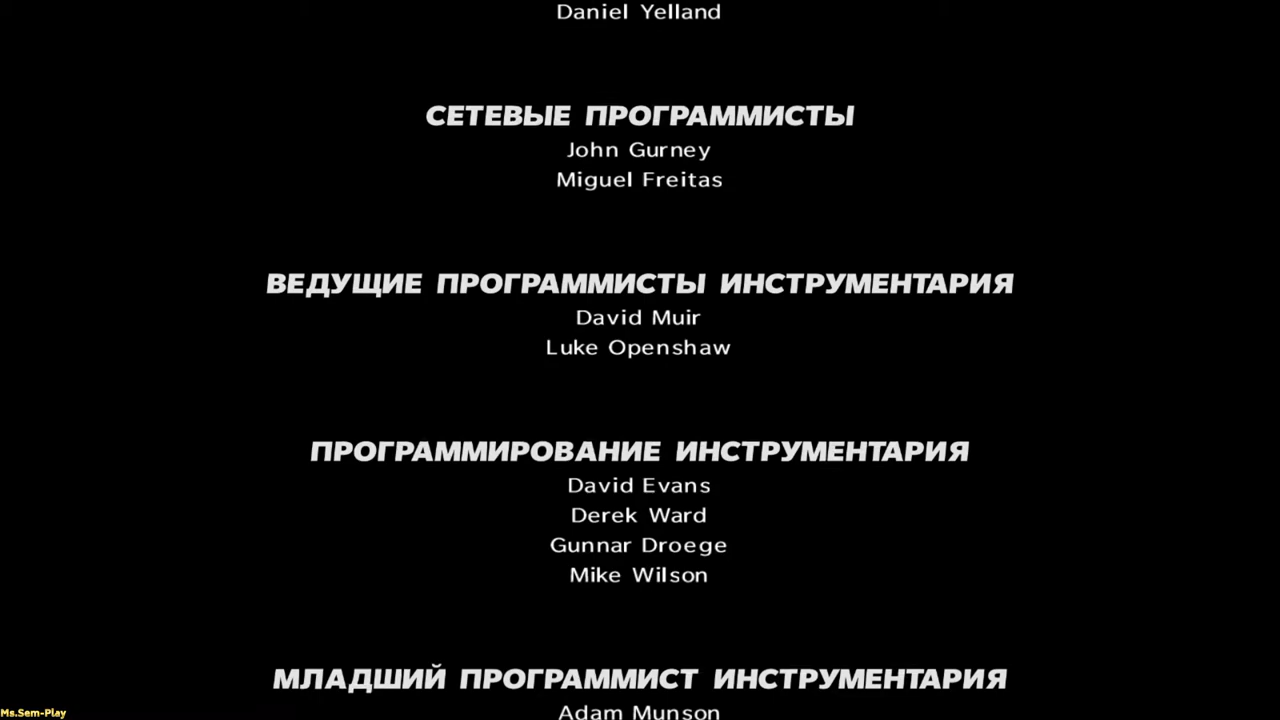 Daniel Yelland
СЕТЕВЫЕ ПРОГРАММИСТЫ
John Gurney
Miguel Freitas
ВЕДУЩИЕ ПРОГРАММИСТЫ ИНСТРУМЕНТАРИЯ
David Muir
Luke Openshaw
ПРОГРАММИРОВАНИЕ ИНСТРУМЕНТАРИЯ
David Evans
Derek Ward
Gunnar Droege
Mike Wilson
МЛАДШИЙ ПРОГРАММИСТ ИНСТРУМЕНТАРИЯ
Adam Munson
Ms.Sem-Play